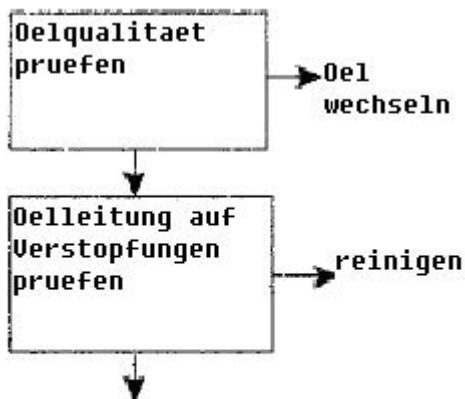 Oelqualitaet
pruefen
Oel
wechseln
Oelleitung auf
Verstopfungen
pruefen
reinigen